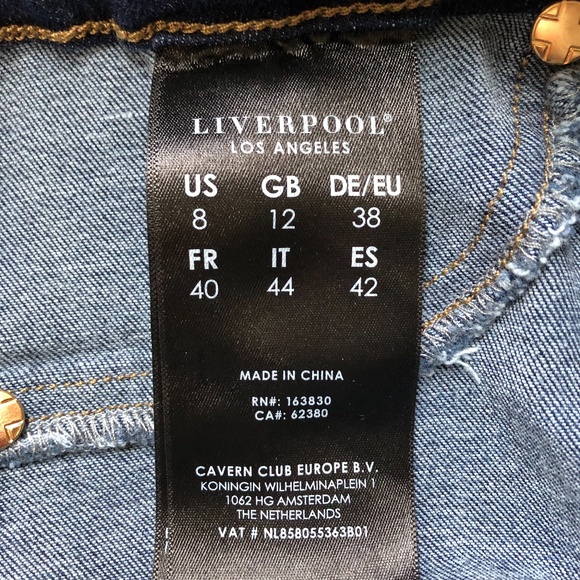 LIVERPOOL®
LOS ANGELES
US GB DE/EU
8 12 38
FR IT ES
40 44 42
MADE IN CHINA
RN#: 163830
CA#: 62380
CAVERN CLUB EUROPE B.V.
KONINGIN WILHELMINAPLEIN 1
1062 HG AMSTERDAM
THE NETHERLANDS
VAT # NL858055363B01